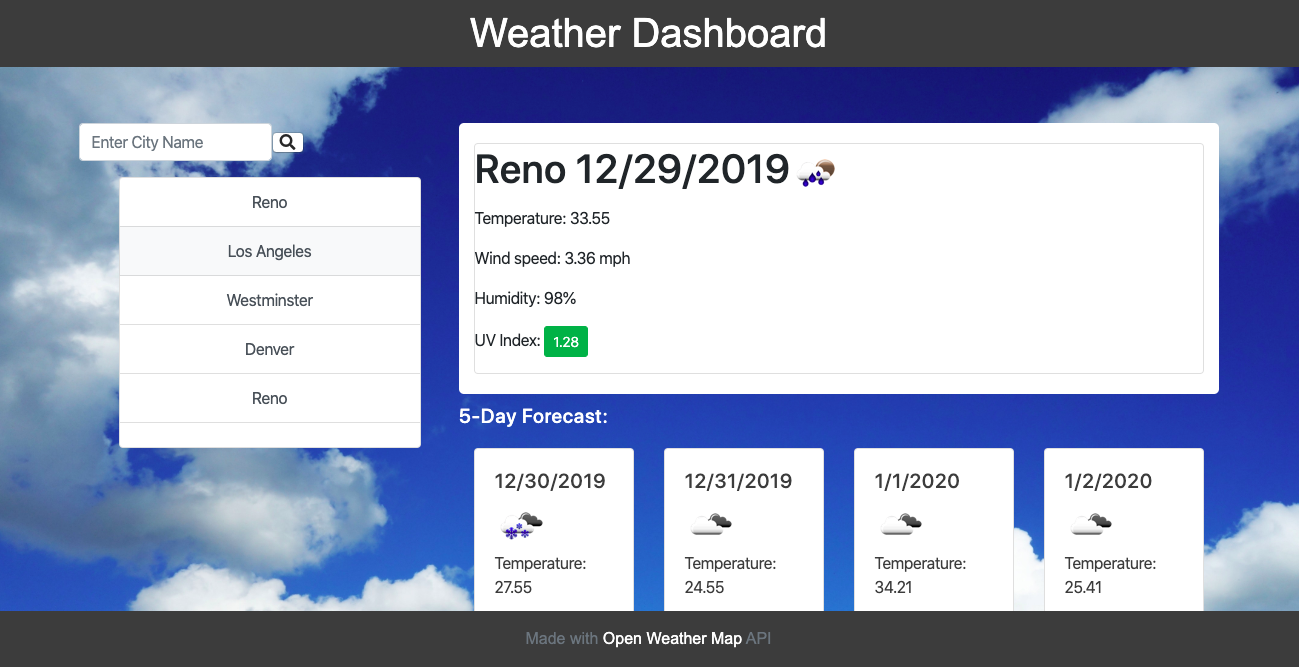 Weather Dashboard
Enter City Name
Reno
Los Angeles
Westminster
Denver
Reno
Reno 12/29/2019
Temperature: 33.55
Wind speed: 3.36 mph
Humidity: 98%
UV Index: 1.28
5-Day Forecast:
12/30/2019
Temperature:
27.55
12/31/2019
Temperature:
24.55
1/1/2020
Temperature:
34.21
1/2/2020
Temperature:
25.41
Made with Open Weather Map API